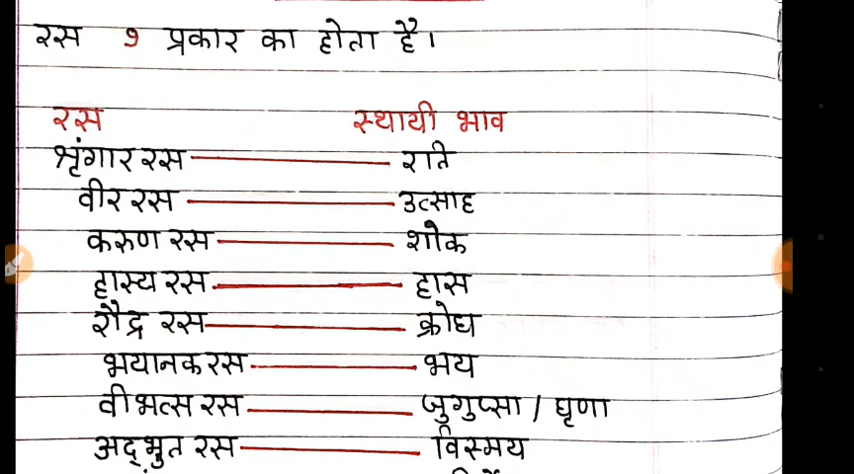 रस 9 प्रकार का होता है।
रस स्थायी भाव
श्रृंगार रस — रति
वीर रस — उत्साह
करुण रस — शोक
हास्य रस — हास
रौद्र रस — क्रोध
भयानक रस — भय
वीभत्स रस — जुगुप्सा / घृणा
अद्भुत रस — विस्मय